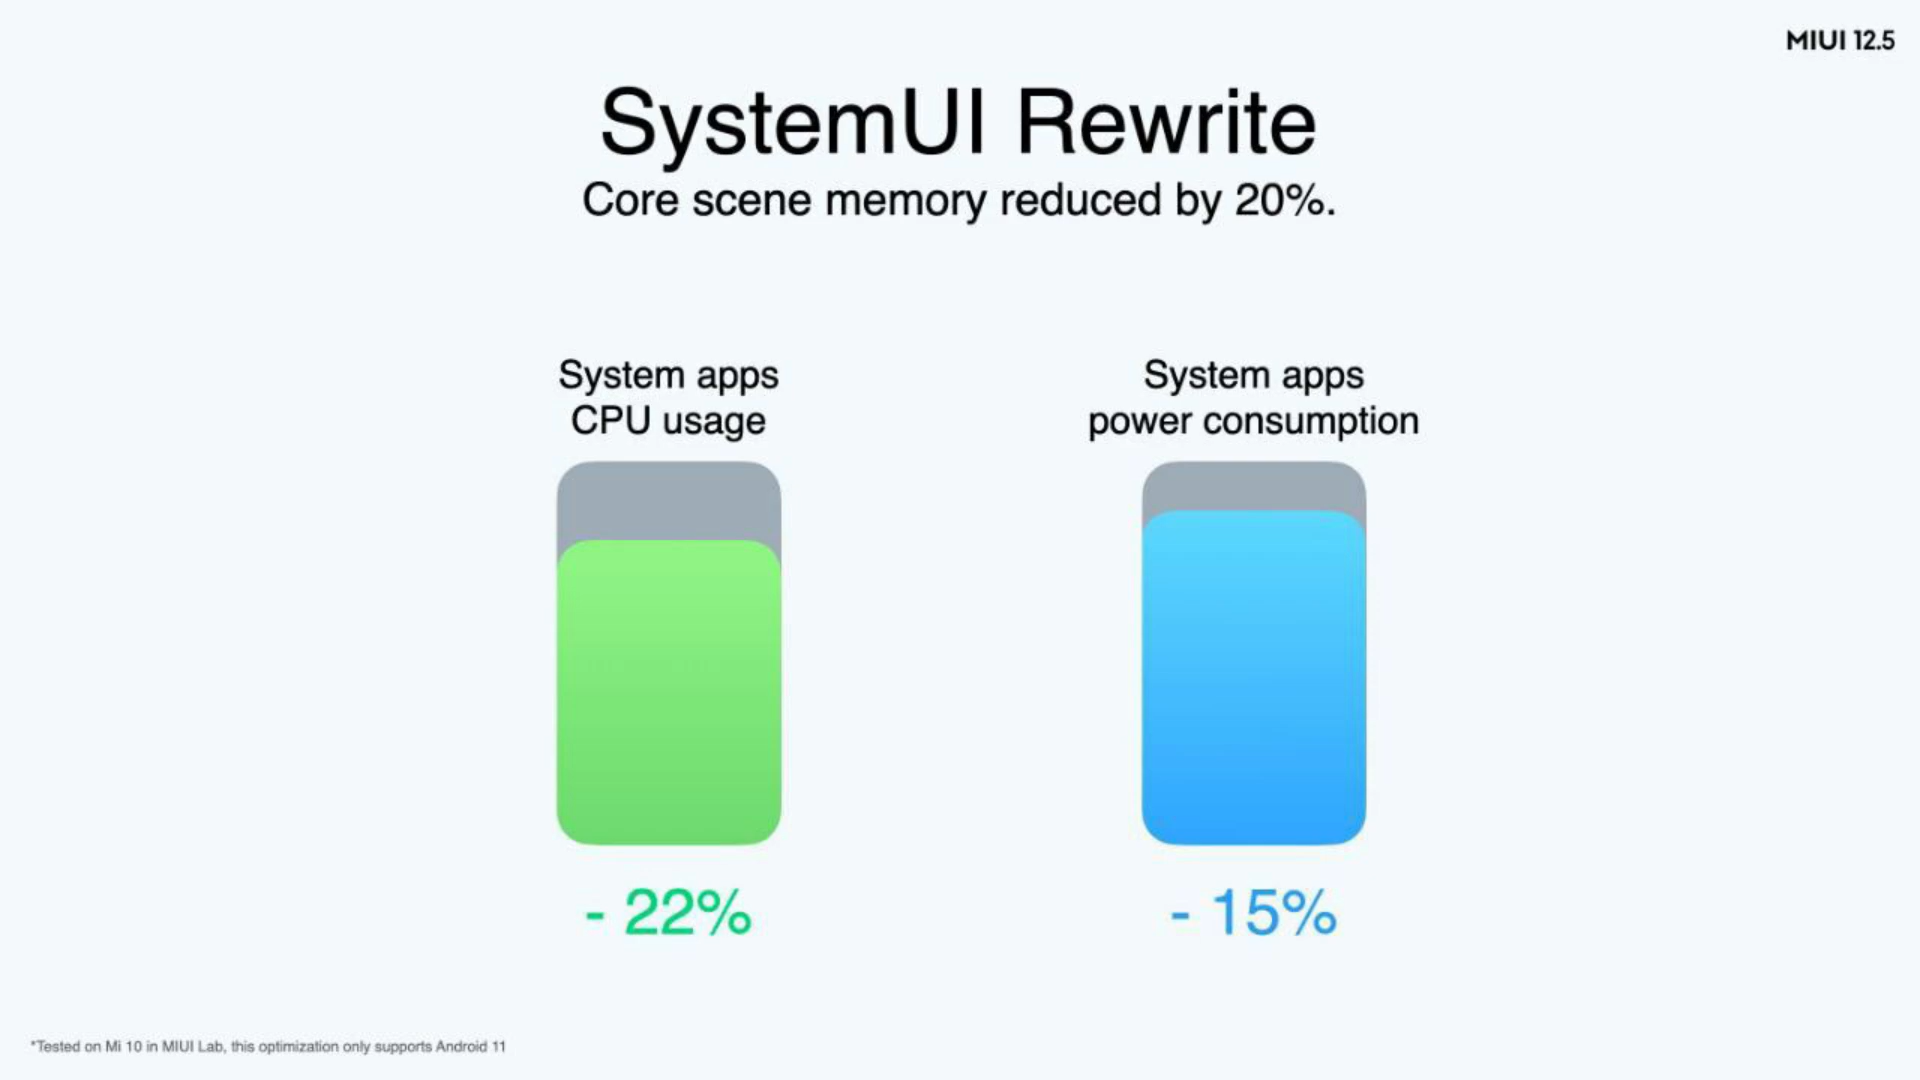 MIUI 12.5
SystemUI Rewrite
Core scene memory reduced by 20%.
System apps
CPU usage
System apps
power consumption
- 22%
- 15%
*Tested on Mi 10 in MIUI Lab, this optimization only supports Android 11